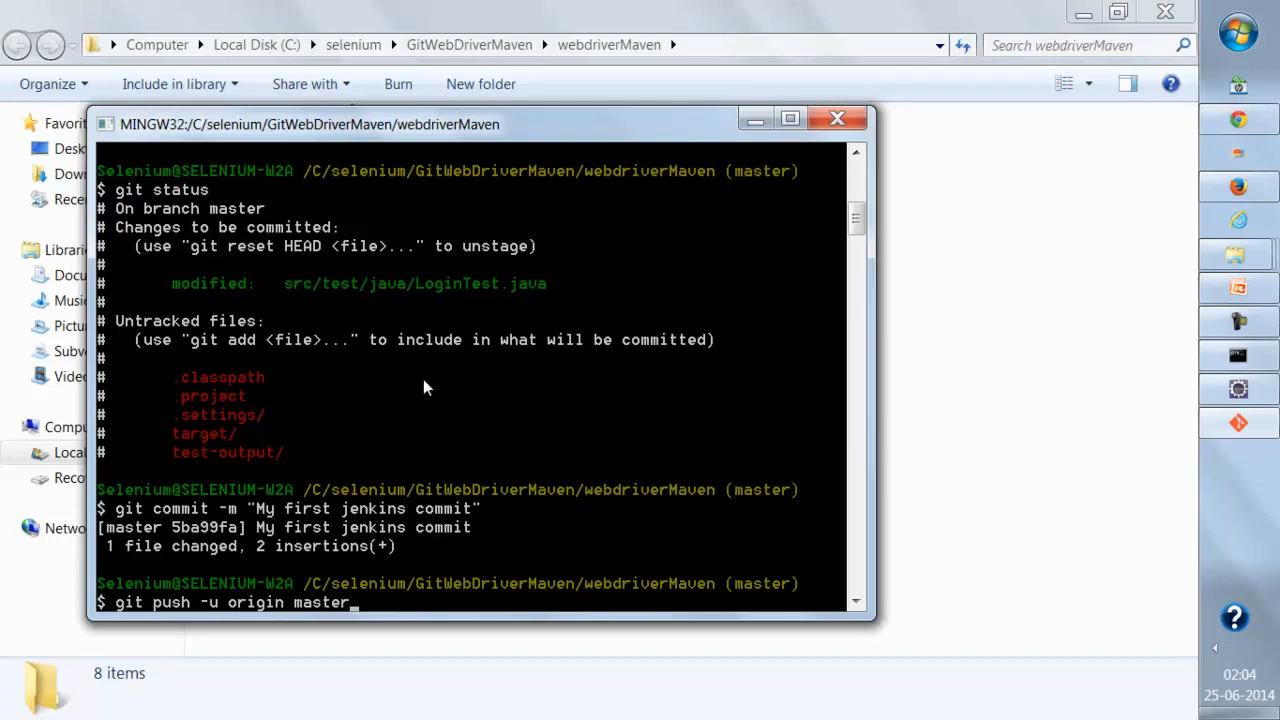 Computer Local Disk (C:) selenium GitWebDriverMaven webdriverMaven Search webdriverMaven
Organize Include in library Share with Burn New folder
Favorit
Desk
Dow
Rece
Librari
Docu
Musi
Pictur
Subv
Video
Compu
Local
Reco
Netwo
MINGW32:/C/selenium/GitWebDriverMaven/webdriverMaven
Selenium@SELENIUM-W2A /C/selenium/GitWebDriverMaven/webdriverMaven (master)
$ git status
# On branch master
# Changes to be committed:
#   (use "git reset HEAD <file>..." to unstage)
#
#       modified:   src/test/java/LoginTest.java
#
# Untracked files:
#   (use "git add <file>..." to include in what will be committed)
#
#       .classpath
#       .project
#       .settings/
#       target/
#       test-output/
Selenium@SELENIUM-W2A /C/selenium/GitWebDriverMaven/webdriverMaven (master)
$ git commit -m "My first jenkins commit"
[master 5ba99fa] My first jenkins commit
 1 file changed, 2 insertions(+)
Selenium@SELENIUM-W2A /C/selenium/GitWebDriverMaven/webdriverMaven (master)
$ git push -u origin master
8 items
02:04
25-06-2014